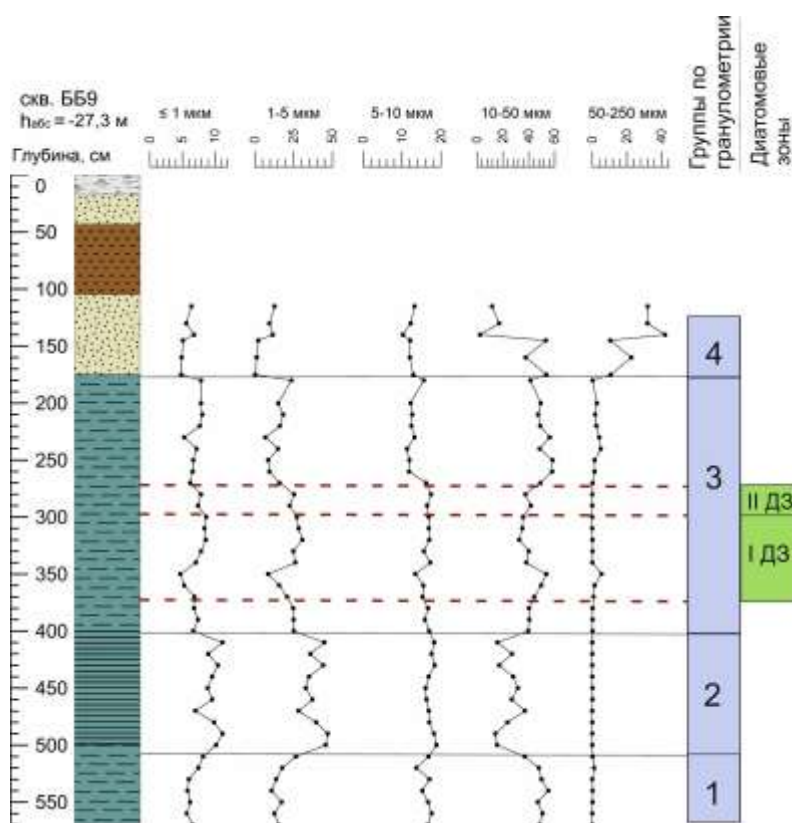 скв. ББ9
hабс = -27,3 м
Глубина, см
≤ 1 мкм
1-5 мкм
5-10 мкм
10-50 мкм
50-250 мкм
Группы по
гранулометрии
Диатомовые
зоны
0 5 10
0 25 50
0 10 20
0 20 40 60
0 20 40
0
50
100
150
200
250
300
350
400
450
500
550
4
3
2
1
II ДЗ
I ДЗ